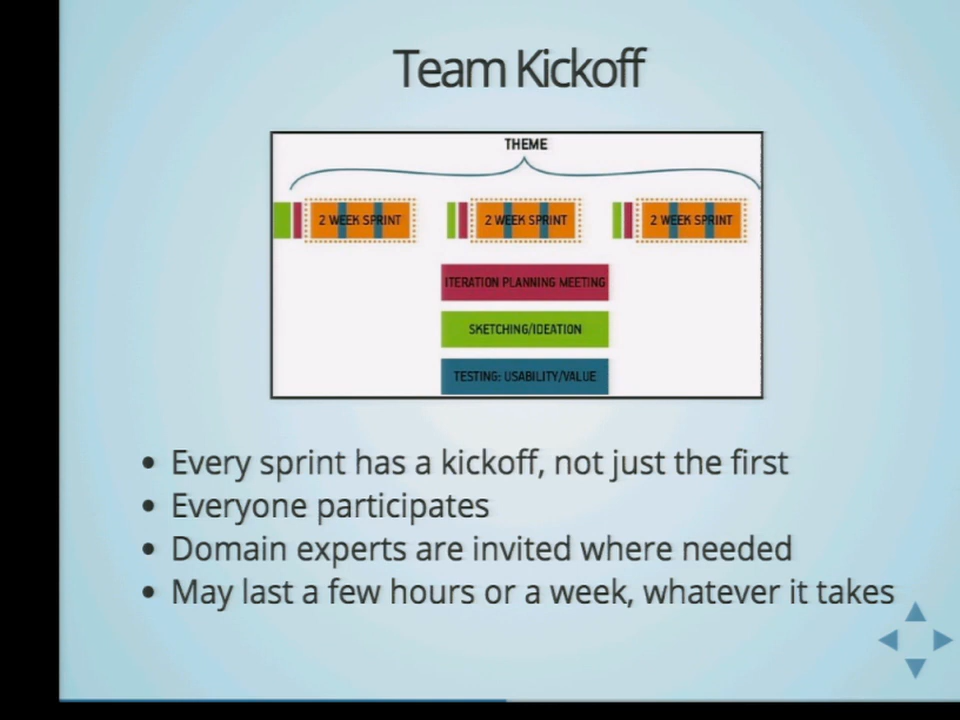 Team Kickoff
THEME
2 WEEK SPRINT 2 WEEK SPRINT 2 WEEK SPRINT
ITERATION PLANNING MEETING
SKETCHING/IDEATION
TESTING: USABILITY/VALUE
• Every sprint has a kickoff, not just the first
• Everyone participates
• Domain experts are invited where needed
• May last a few hours or a week, whatever it takes